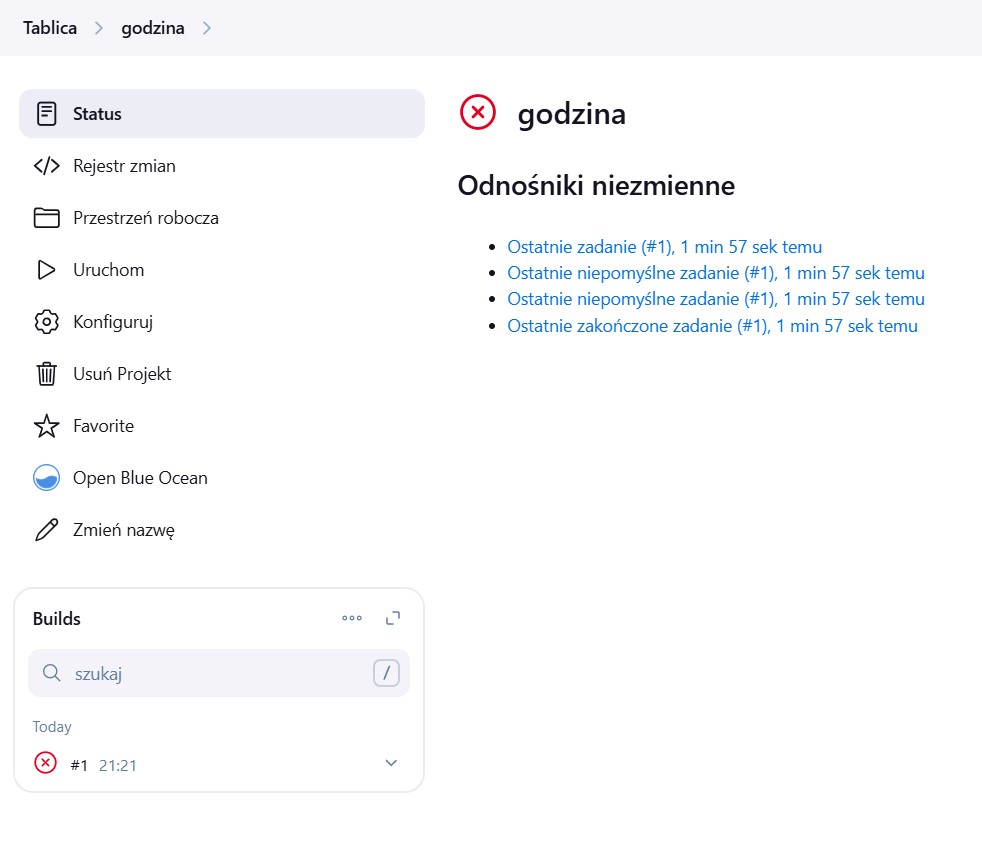 Tablica
godzina
Status
Rejestr zmian
Przestrzeń robocza
Uruchom
Konfiguruj
Usuń Projekt
Favorite
Open Blue Ocean
Zmień nazwę
Builds
szukaj
/
Today
#1 21:21
godzina
Odnośniki niezmienne
Ostatnie zadanie (#1), 1 min 57 sek temu
Ostatnie niepomyślne zadanie (#1), 1 min 57 sek temu
Ostatnie niepomyślne zadanie (#1), 1 min 57 sek temu
Ostatnie zakończone zadanie (#1), 1 min 57 sek temu